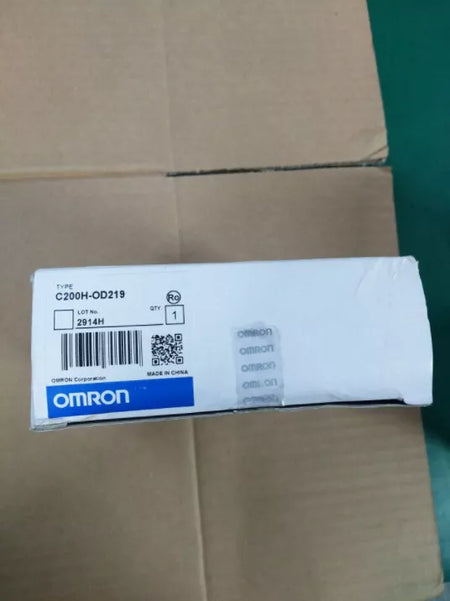 TYPE
C200H-OD219
Ro
LOT No.
QTY
2914H
1
MADE IN CHINA
OMRON Corporation
OMRON
OMRON
OMRON
OMRON
OMRON
OMRON